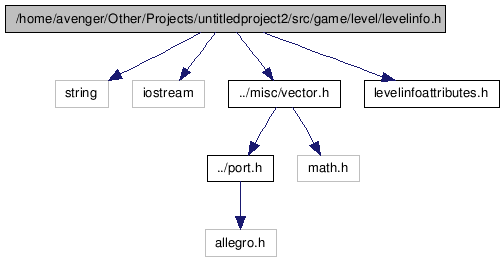 /home/avenger/Other/Projects/untitledproject2/src/game/level/levelinfo.h
string
iostream
../misc/vector.h
levelinfoattributes.h
../port.h
math.h
allegro.h